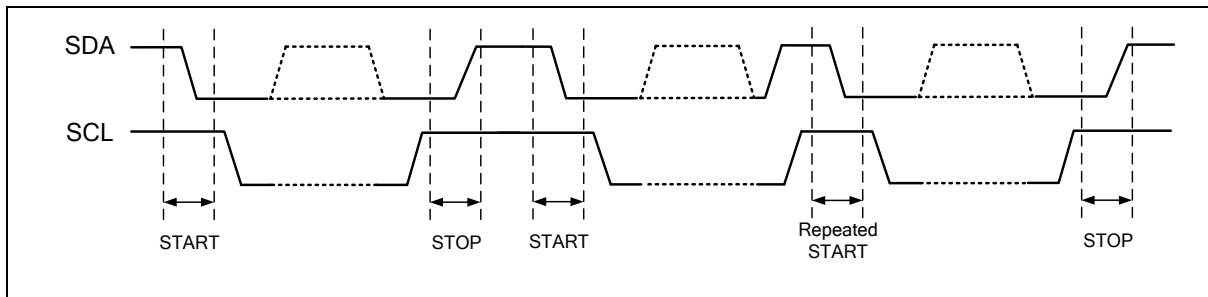 SDA
SCL
START
STOP
START
Repeated
START
STOP